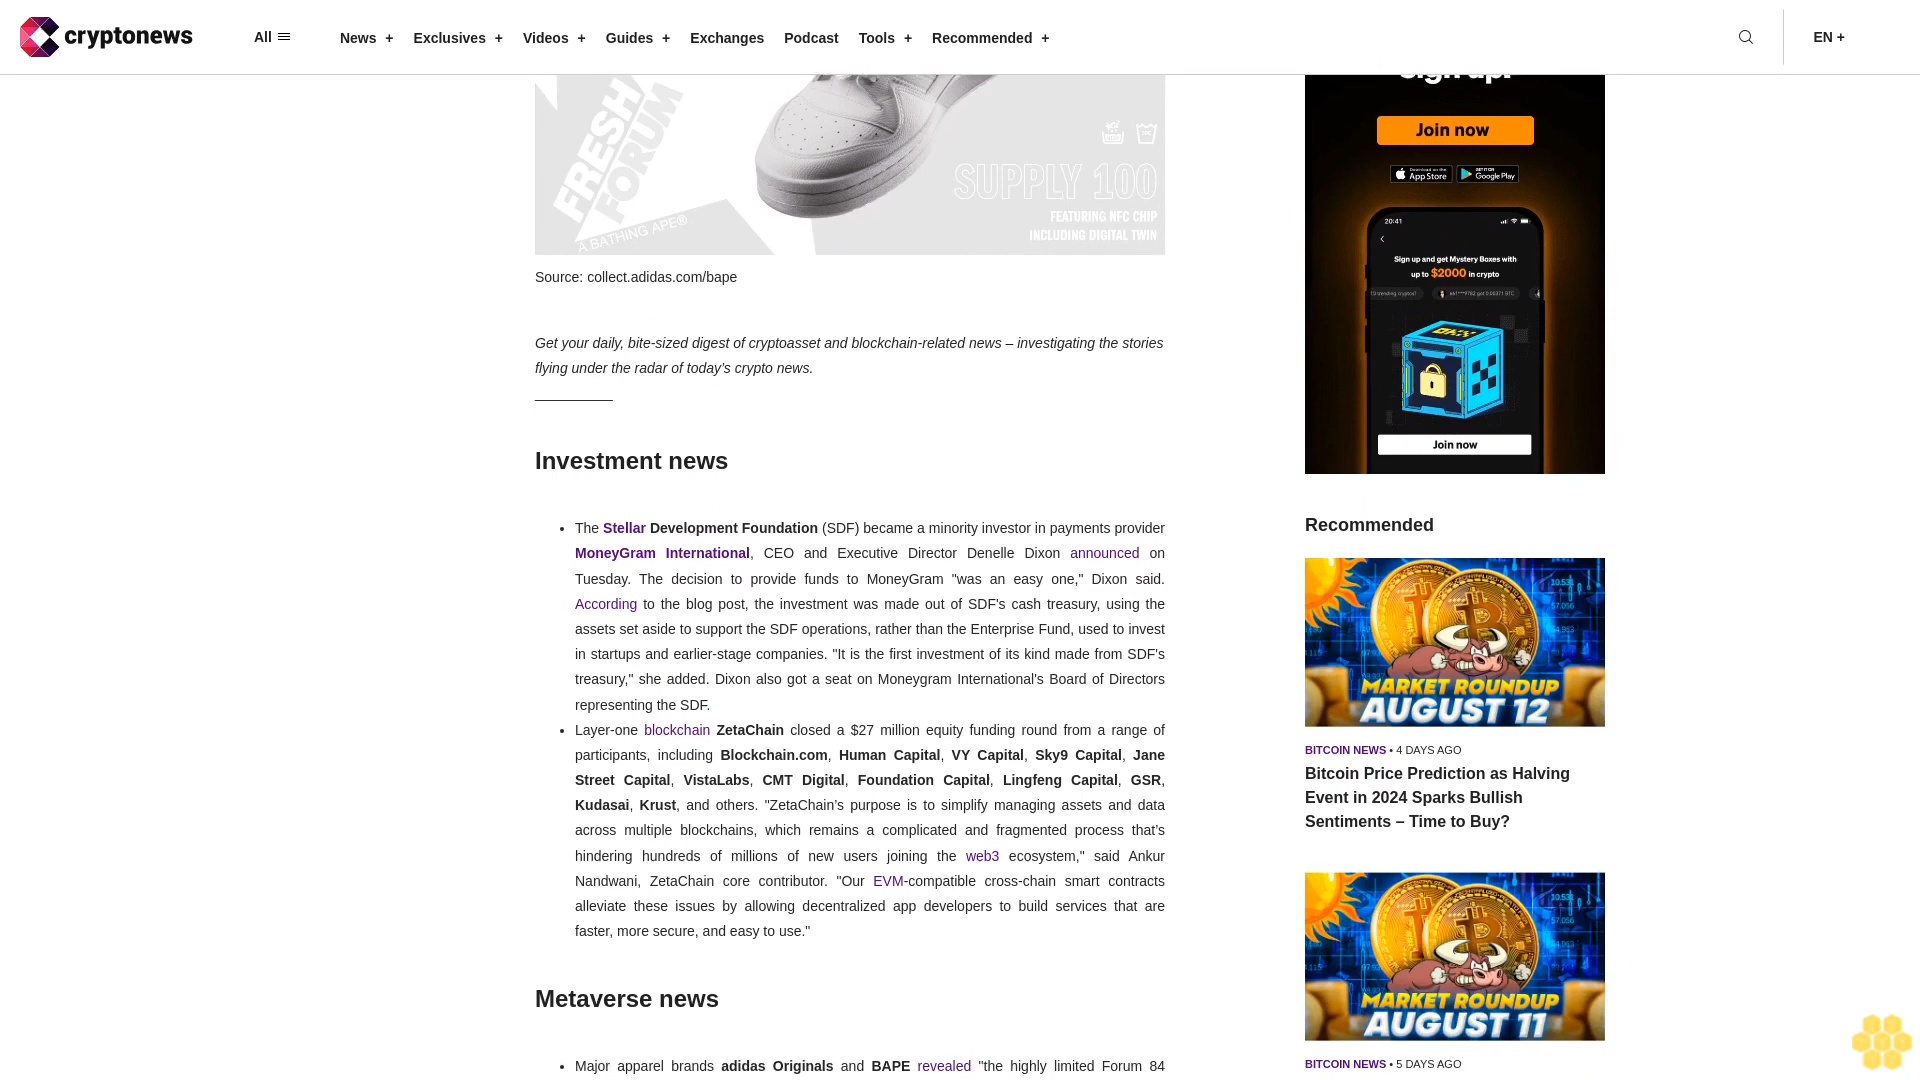 cryptonews
All
News +
Exclusives +
Videos +
Guides +
Exchanges
Podcast
Tools +
Recommended +
EN +
FRESH
FORUM
A BATHING APE®
SUPPLY 100
FEATURING NFC CHIP
INCLUDING DIGITAL TWIN
Source: collect.adidas.com/bape
Get your daily, bite-sized digest of cryptoasset and blockchain-related news – investigating the stories
flying under the radar of today’s crypto news.
Investment news
The Stellar Development Foundation (SDF) became a minority investor in payments provider
MoneyGram International, CEO and Executive Director Denelle Dixon announced on
Tuesday. The decision to provide funds to MoneyGram "was an easy one," Dixon said.
According to the blog post, the investment was made out of SDF's cash treasury, using the
assets set aside to support the SDF operations, rather than the Enterprise Fund, used to invest
in startups and earlier-stage companies. "It is the first investment of its kind made from SDF's
treasury," she added. Dixon also got a seat on Moneygram International's Board of Directors
representing the SDF.
Layer-one blockchain ZetaChain closed a $27 million equity funding round from a range of
participants, including Blockchain.com, Human Capital, VY Capital, Sky9 Capital, Jane
Street Capital, VistaLabs, CMT Digital, Foundation Capital, Lingfeng Capital, GSR,
Kudasai, Krust, and others. "ZetaChain’s purpose is to simplify managing assets and data
across multiple blockchains, which remains a complicated and fragmented process that’s
hindering hundreds of millions of new users joining the web3 ecosystem," said Ankur
Nandwani, ZetaChain core contributor. "Our EVM-compatible cross-chain smart contracts
alleviate these issues by allowing decentralized app developers to build services that are
faster, more secure, and easy to use."
Metaverse news
Major apparel brands adidas Originals and BAPE revealed "the highly limited Forum 84
Sign up!
Join now
Download on the App Store
GET IT ON Google Play
20:41
Sign up and get Mystery Boxes with
up to $2000 in crypto
OKX
Join now
Recommended
MARKET ROUNDUP
AUGUST 12
BITCOIN NEWS • 4 DAYS AGO
Bitcoin Price Prediction as Halving
Event in 2024 Sparks Bullish
Sentiments – Time to Buy?
MARKET ROUNDUP
AUGUST 11
BITCOIN NEWS • 5 DAYS AGO